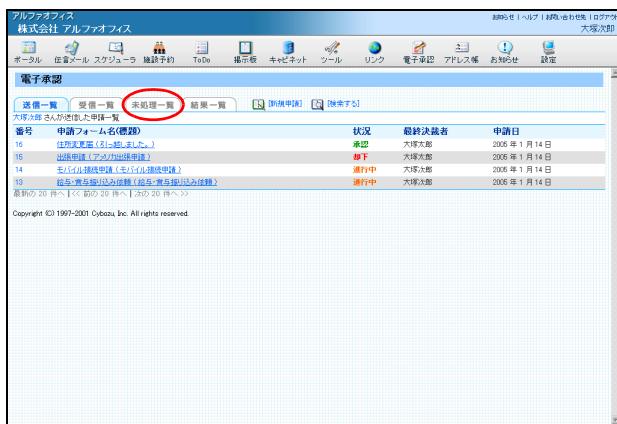 アルファオフィス
お知らせ | ヘルプ | お問い合わせ先 | ログアウト
株式会社 アルファオフィス
大塚次郎
ポータル 伝言メール スケジューラ 施設予約 ToDo 掲示板 キャビネット ツール リンク 電子承認 アドレス帳 お知らせ 設定
電子承認
送信一覧 受信一覧 未処理一覧 結果一覧 [新規申請] [検索する]
大塚次郎 さんが送信した申請一覧
番号 申請フォーム名(標題) 状況 最終決裁者 申請日
16 住所変更届 (引っ越しました。) 承認 大塚太郎 2005 年 1 月 14 日
15 出張申請 (アメリカ出張申請) 却下 大塚太郎 2005 年 1 月 14 日
14 モバイル接続申請 (モバイル接続申請) 進行中 大塚次郎 2005 年 1 月 14 日
13 給与・賞与振り込み依頼 (給与・賞与振り込み依頼) 進行中 大塚次郎 2005 年 1 月 14 日
最新の 20 件へ | << 前の 20 件へ | 次の 20 件へ >>
Copyright (C) 1997-2001 Cybozu, Inc. All rights reserved.